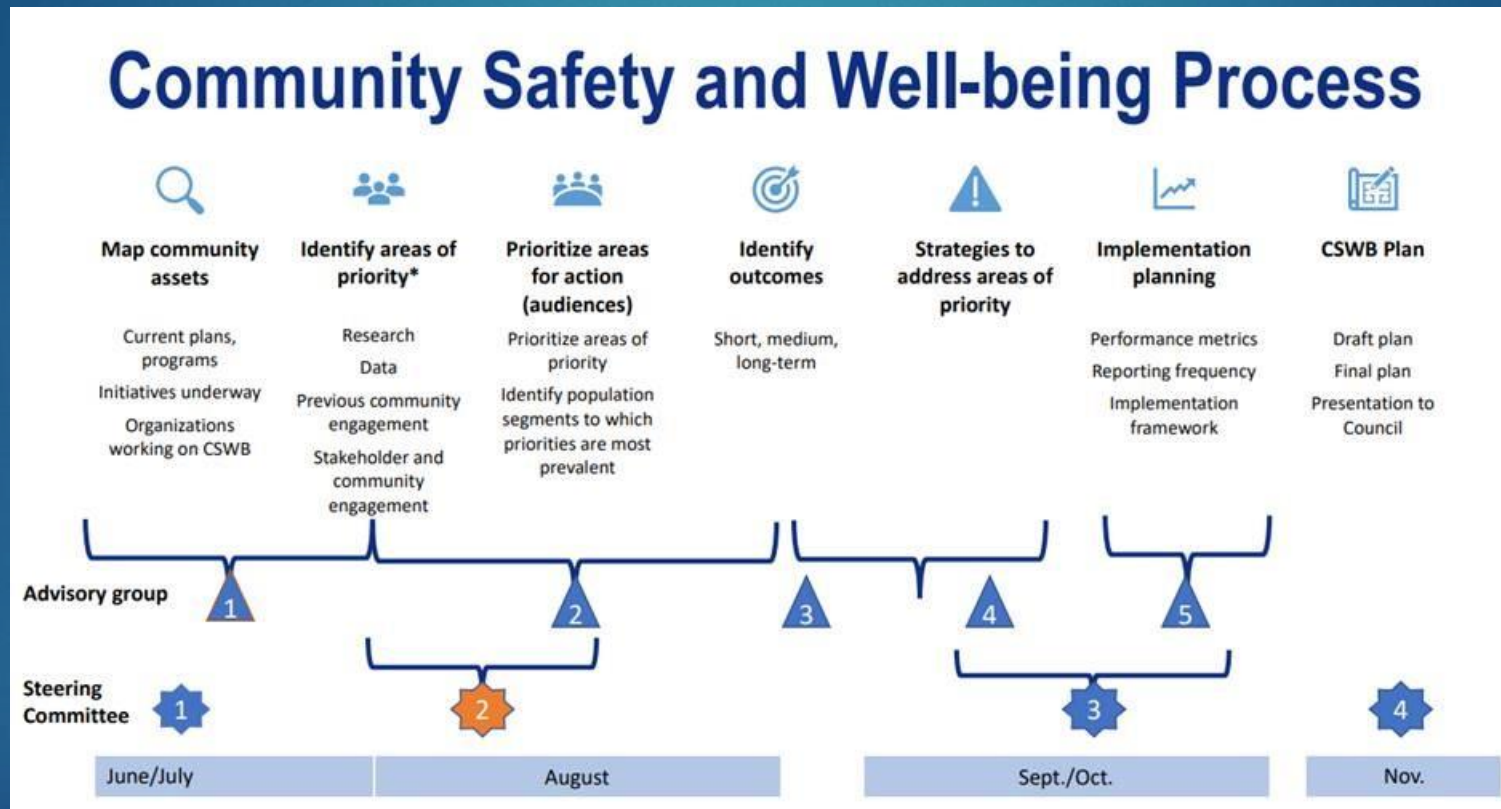 Community Safety and Well-being Process
Map community
assets
Current plans,
programs
Initiatives underway
Organizations
working on CSWB
Identify areas of
priority*
Research
Data
Previous community
engagement
Stakeholder and
community
engagement
Prioritize areas
for action
(audiences)
Prioritize areas of
priority
Identify population
segments to which
priorities are most
prevalent
Identify
outcomes
Short, medium,
long-term
Strategies to
address areas of
priority
Implementation
planning
Performance metrics
Reporting frequency
Implementation
framework
CSWB Plan
Draft plan
Final plan
Presentation to
Council
Advisory group
1
2
3
4
5
Steering
Committee
1
2
3
4
June/July
August
Sept./Oct.
Nov.